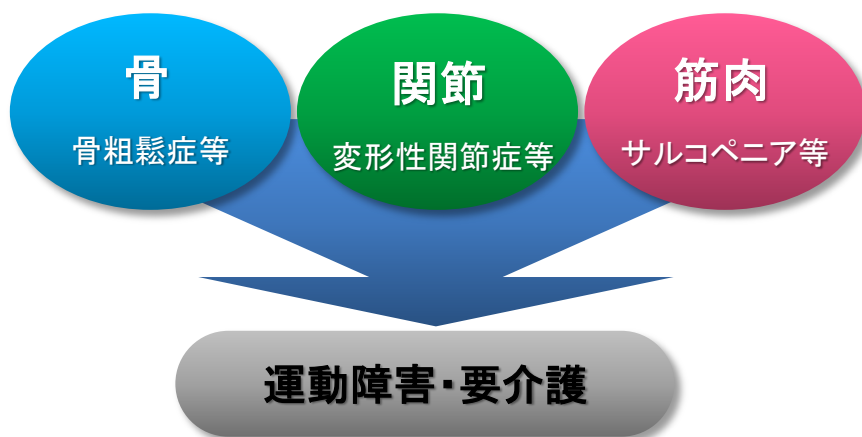 骨
骨粗鬆症等
関節
変形性関節症等
筋肉
サルコペニア等
運動障害・要介護